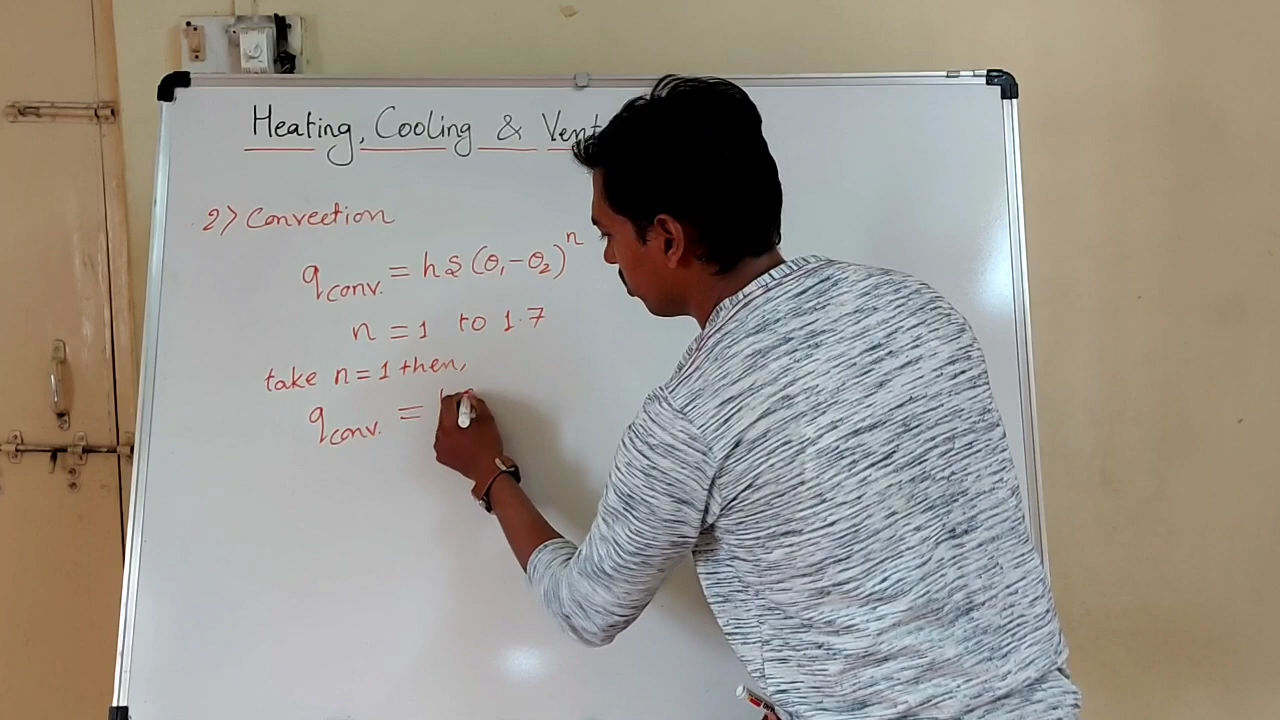 Heating, Cooling & Vent
2) Convection
q conv. = h s (θ₁ - θ₂)ⁿ
n = 1 to 1.7
take n = 1 then,
q conv. =